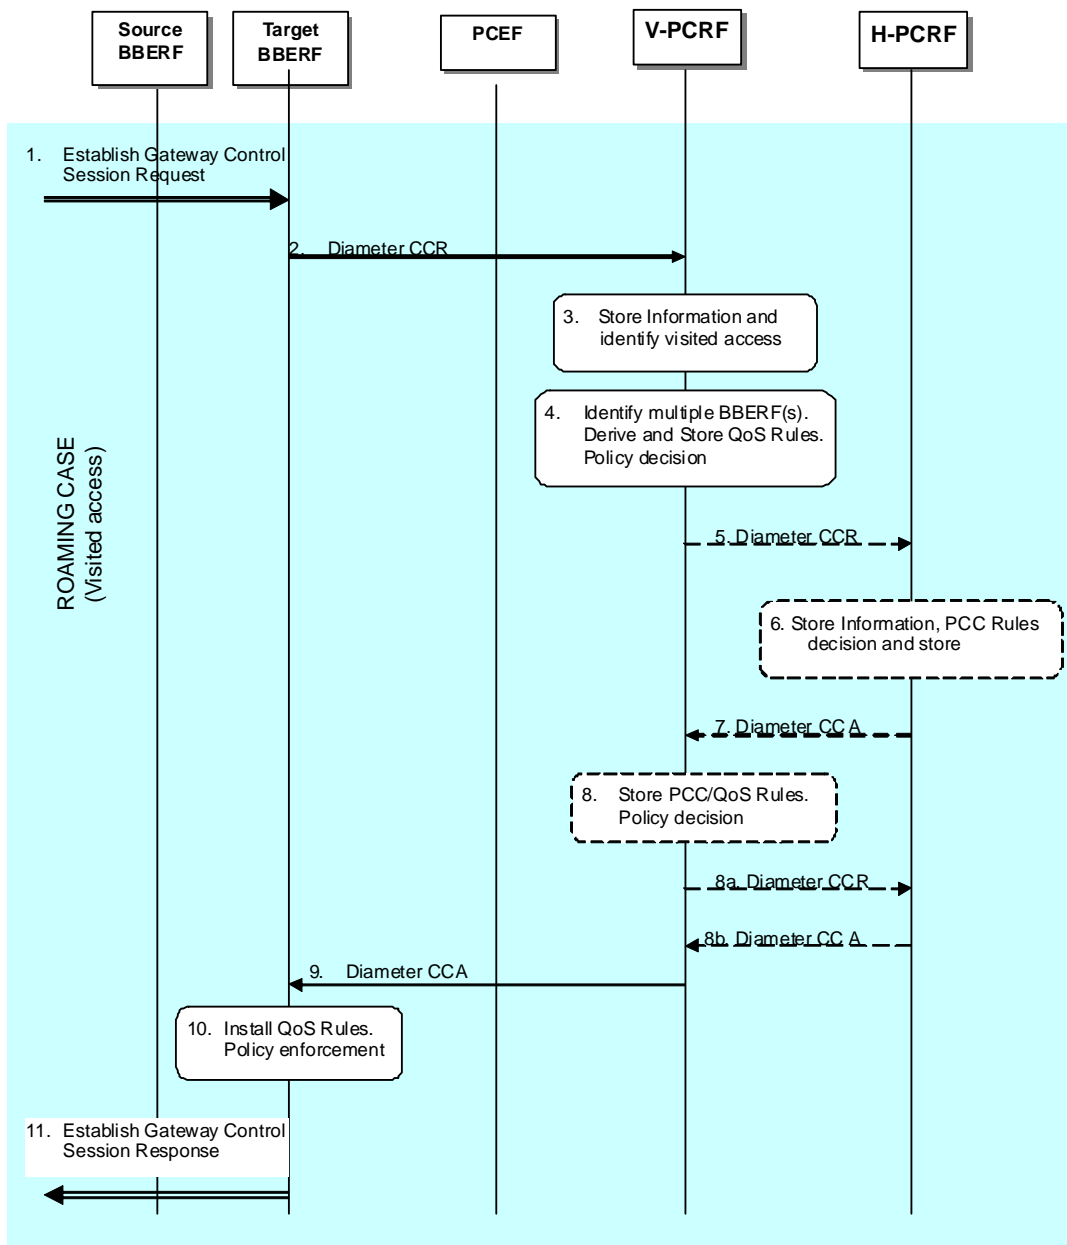 Source
BBERF
Target
BBERF
PCEF
V-PCRF
H-PCRF
1. Establish Gateway Control
Session Request
2. Diameter CCR
3. Store Information and
identify visited access
4. Identify multiple BBERF(s).
Derive and Store QoS Rules.
Policy decision
ROAMING CASE
(Visited access)
5. Diameter CCR
6. Store Information, PCC Rules
decision and store
7. Diameter CCA
8. Store PCC/QoS Rules.
Policy decision
8a. Diameter CCR
8b. Diameter CCA
9. Diameter CCA
10. Install QoS Rules.
Policy enforcement
11. Establish Gateway Control
Session Response